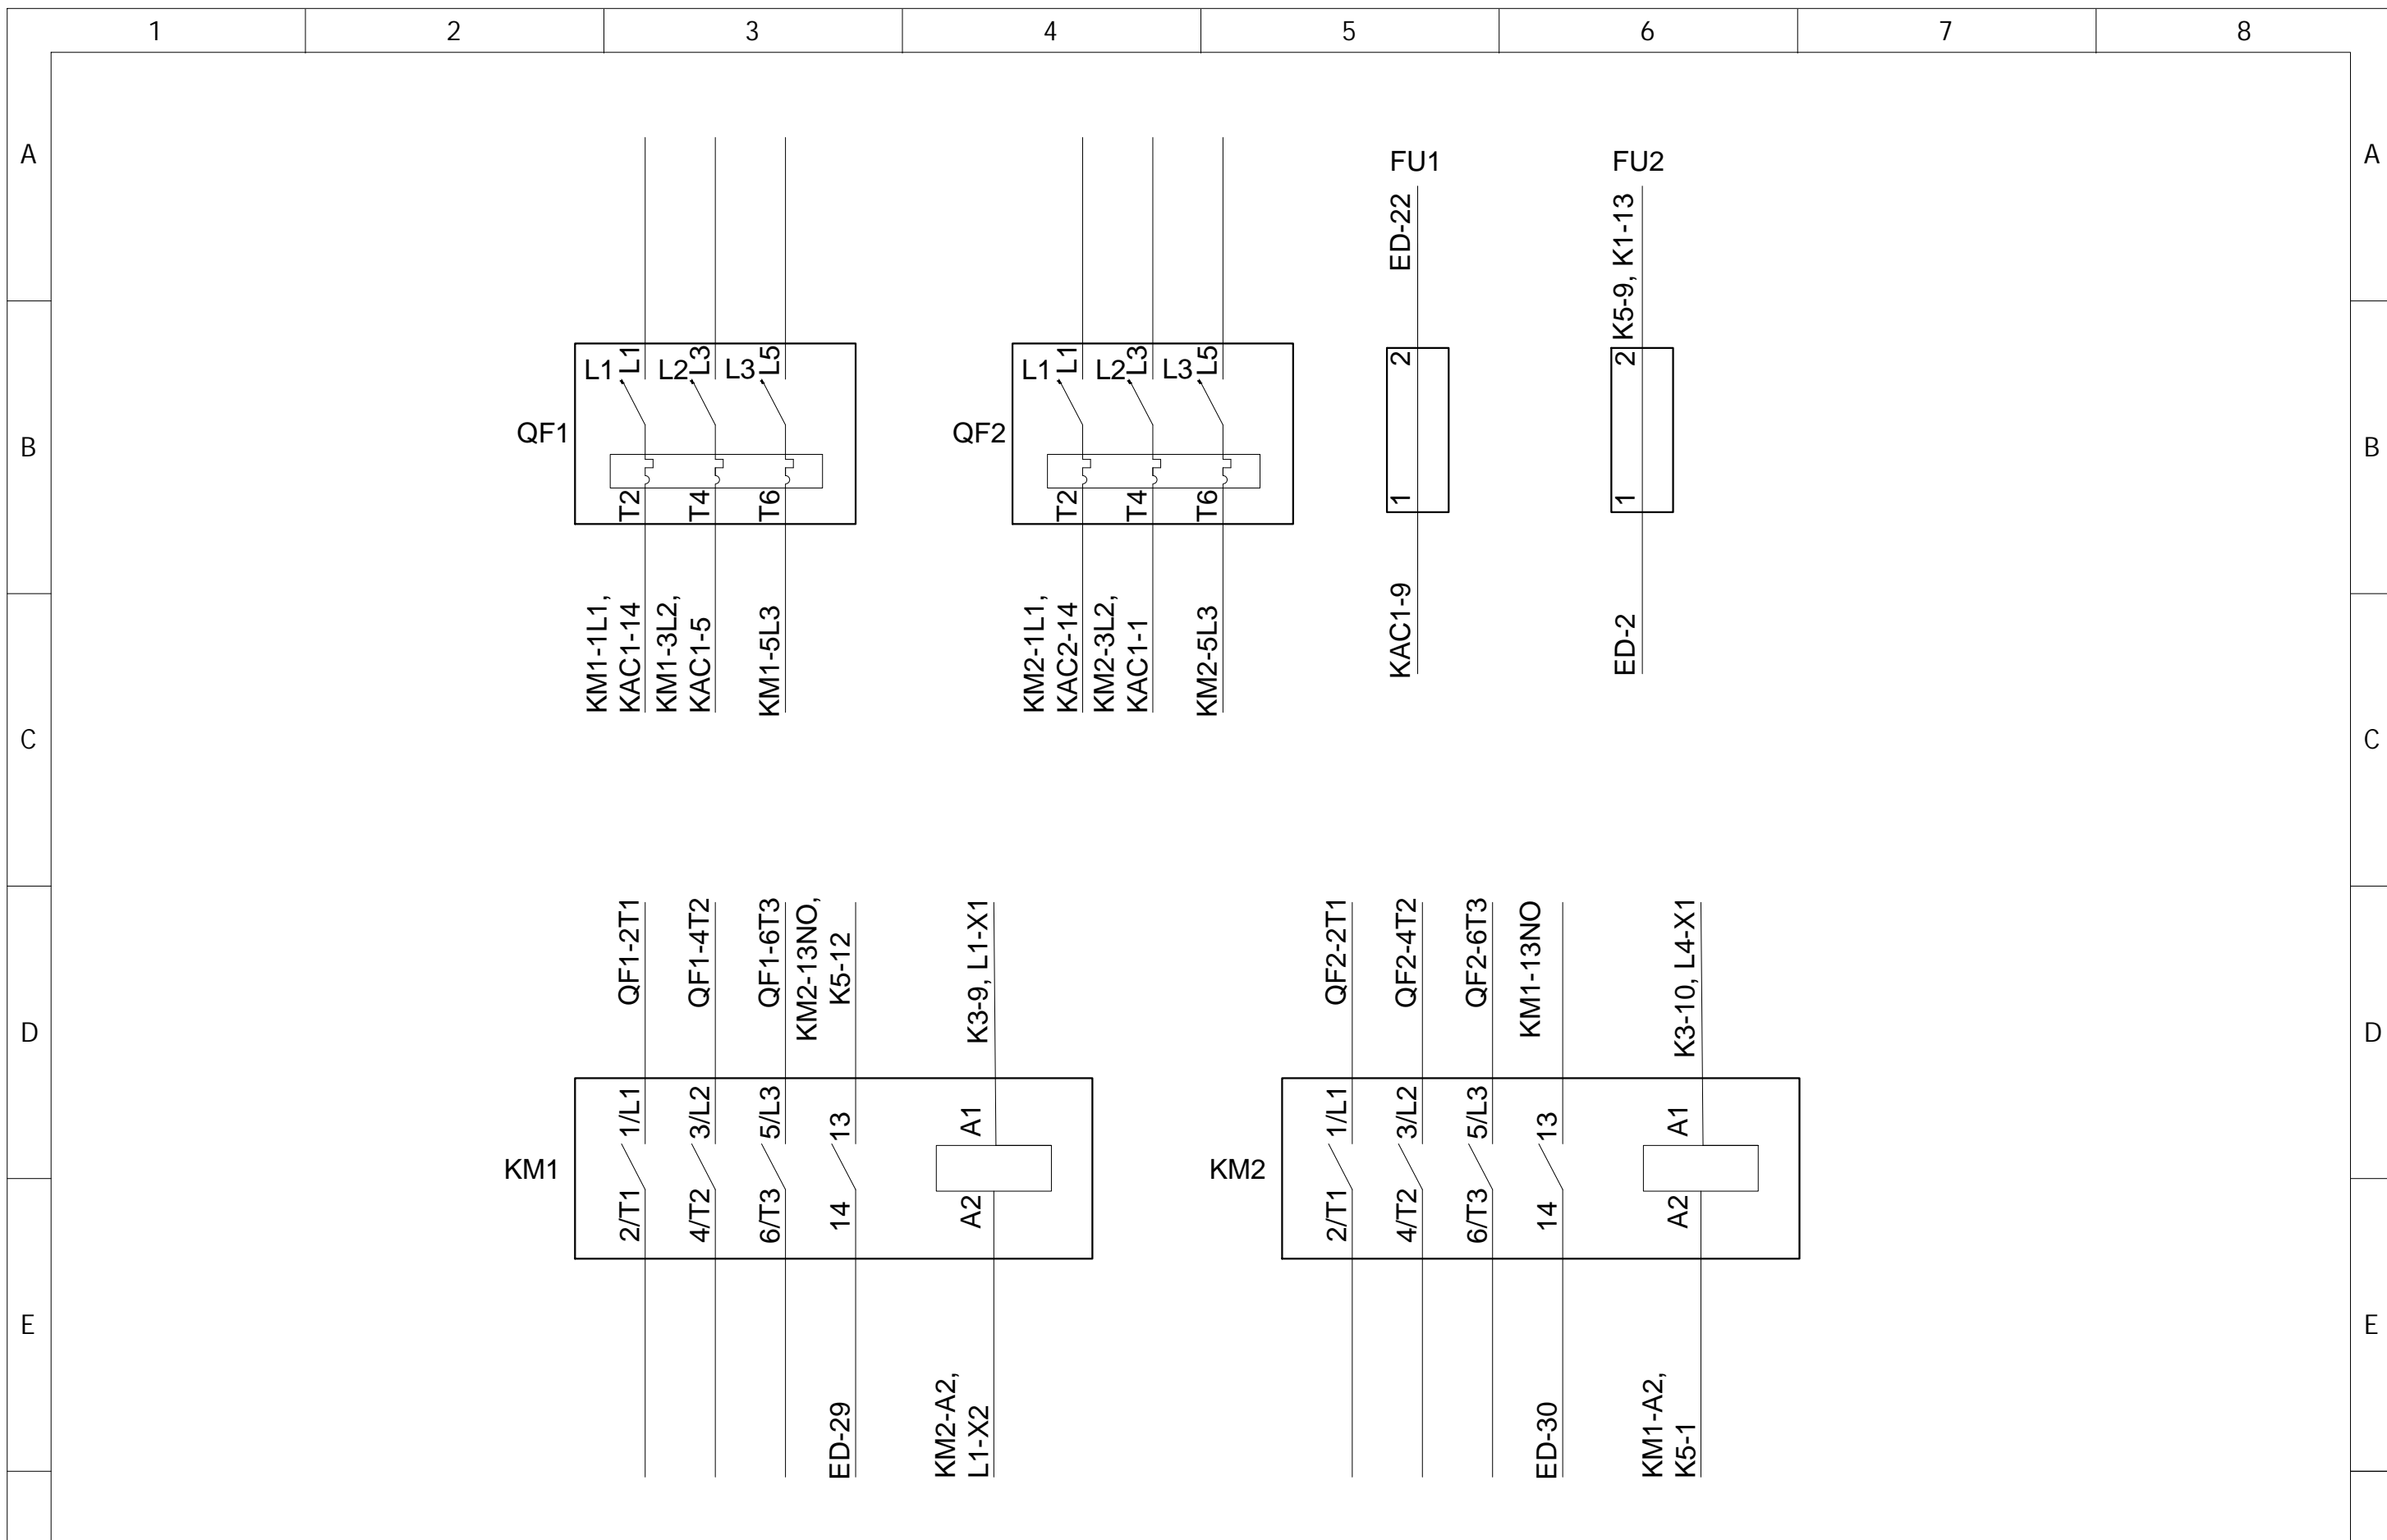 1 2 3 4 5 6 7 8
A A
FU1 FU2
ED-22
K5-9, K1-13
B B
QF1
L1 L1 L2 L3 L3 L5
T2 T4 T6
QF2
L1 L1 L2 L3 L3 L5
T2 T4 T6
2
1
2
1
C C
KM1-1L1,
KAC1-14
KM1-3L2,
KAC1-5
KM1-5L3
KM2-1L1,
KAC2-14
KM2-3L2,
KAC1-1
KM2-5L3
KAC1-9
ED-2
D D
QF1-2T1
QF1-4T2
QF1-6T3
KM2-13NO,
K5-12
K3-9, L1-X1
QF2-2T1
QF2-4T2
QF2-6T3
KM1-13NO
K3-10, L4-X1
KM1
1/L1 3/L2 5/L3 13 A1
2/T1 4/T2 6/T3 14 A2
KM2
1/L1 3/L2 5/L3 13 A1
2/T1 4/T2 6/T3 14 A2
E E
ED-29
KM2-A2,
L1-X2
ED-30
KM1-A2,
K5-1